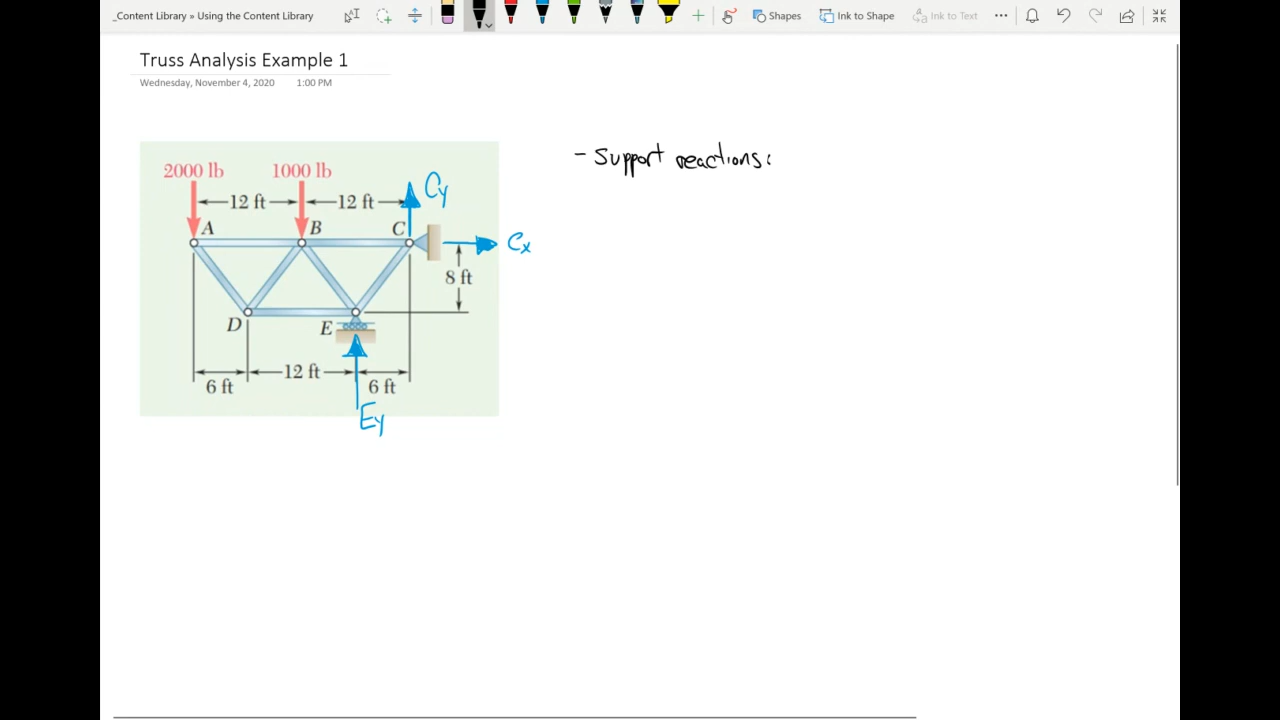 _Content Library » Using the Content Library
Shapes
Ink to Shape
Ink to Text
Truss Analysis Example 1
Wednesday, November 4, 2020 1:00 PM
- Support reactions:
2000 lb 1000 lb
Cy
12 ft 12 ft
A B C
Cx
8 ft
D E
12 ft
6 ft 6 ft
Ey